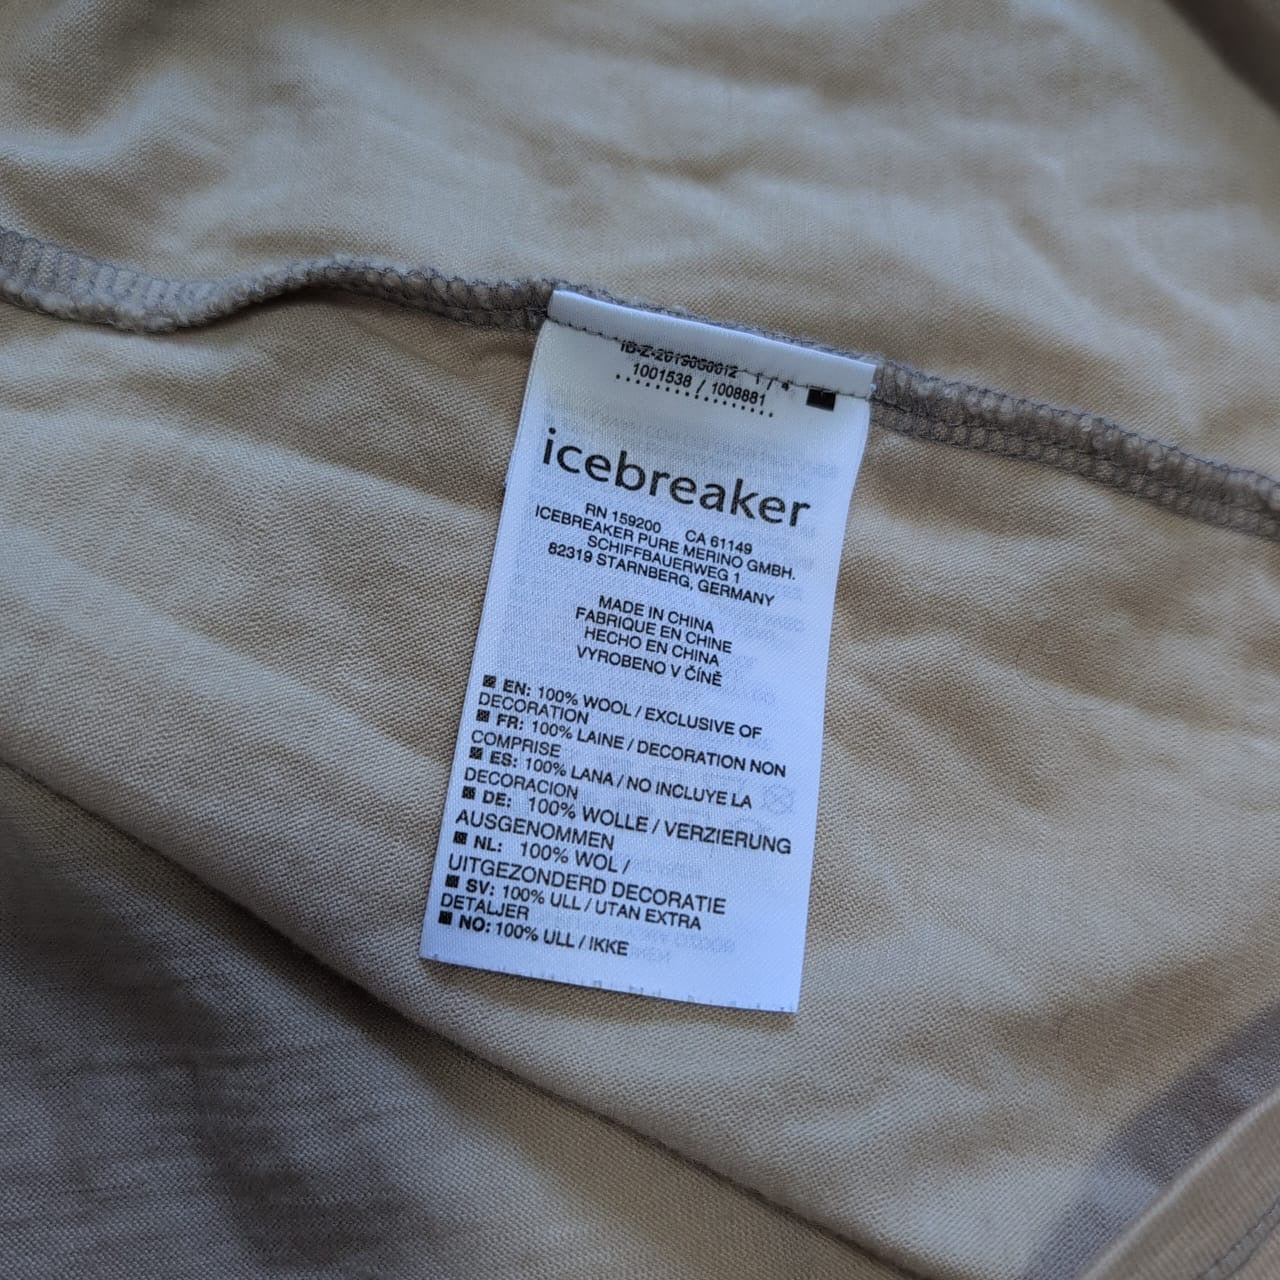 1001538 / 1008881
icebreaker
RN 159200 CA 61149
ICEBREAKER PURE MERINO GMBH.
SCHIFFBAUERWEG 1
82319 STARNBERG, GERMANY
MADE IN CHINA
FABRIQUE EN CHINE
HECHO EN CHINA
VYROBENO V ČÍNĚ
EN: 100% WOOL / EXCLUSIVE OF
DECORATION
FR: 100% LAINE / DECORATION NON
COMPRISE
ES: 100% LANA / NO INCLUYE LA
DECORACION
DE: 100% WOLLE / VERZIERUNG
AUSGENOMMEN
NL: 100% WOL /
UITGEZONDERD DECORATIE
SV: 100% ULL / UTAN EXTRA
DETALJER
NO: 100% ULL / IKKE